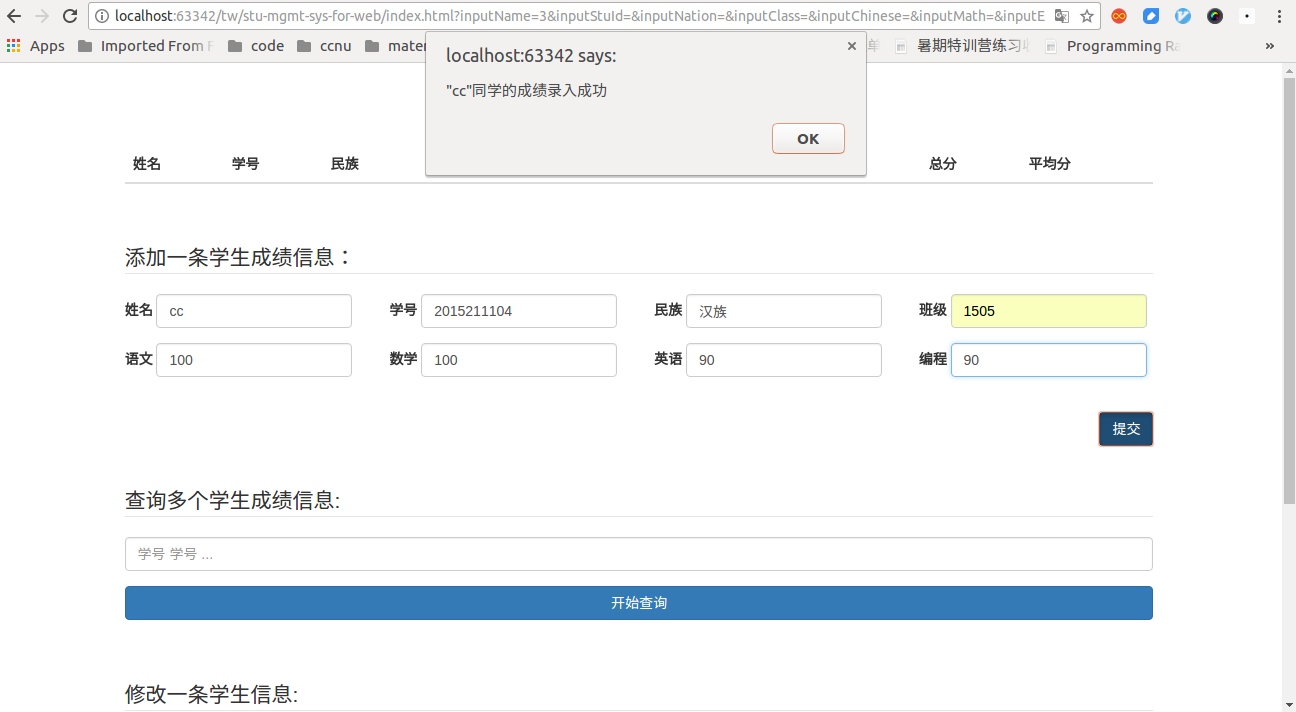 localhost:63342/tw/stu-mgmt-sys-for-web/index.html?inputName=3&inputStuId=&inputNation=&inputClass=&inputChinese=&inputMath=&inputE
Apps Imported From F code ccnu mater 单 暑期特训营练习 Programming Ra »
localhost:63342 says:
"cc"同学的成绩录入成功
OK
姓名 学号 民族 总分 平均分
添加一条学生成绩信息：
姓名 cc 学号 2015211104 民族 汉族 班级 1505
语文 100 数学 100 英语 90 编程 90
提交
查询多个学生成绩信息:
学号 学号 ...
开始查询
修改一条学生信息: